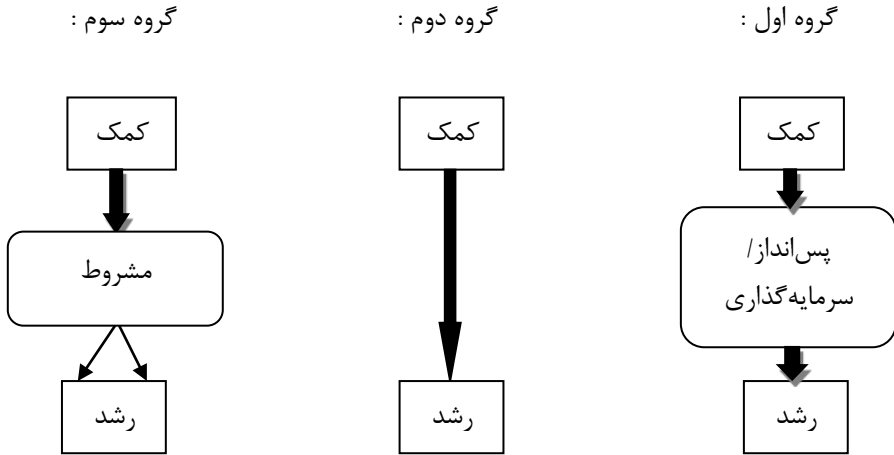 گروه اول :
گروه دوم :
گروه سوم :
کمک
کمک
کمک
پس‌انداز/
سرمایه‌گذاری
مشروط
رشد
رشد
رشد